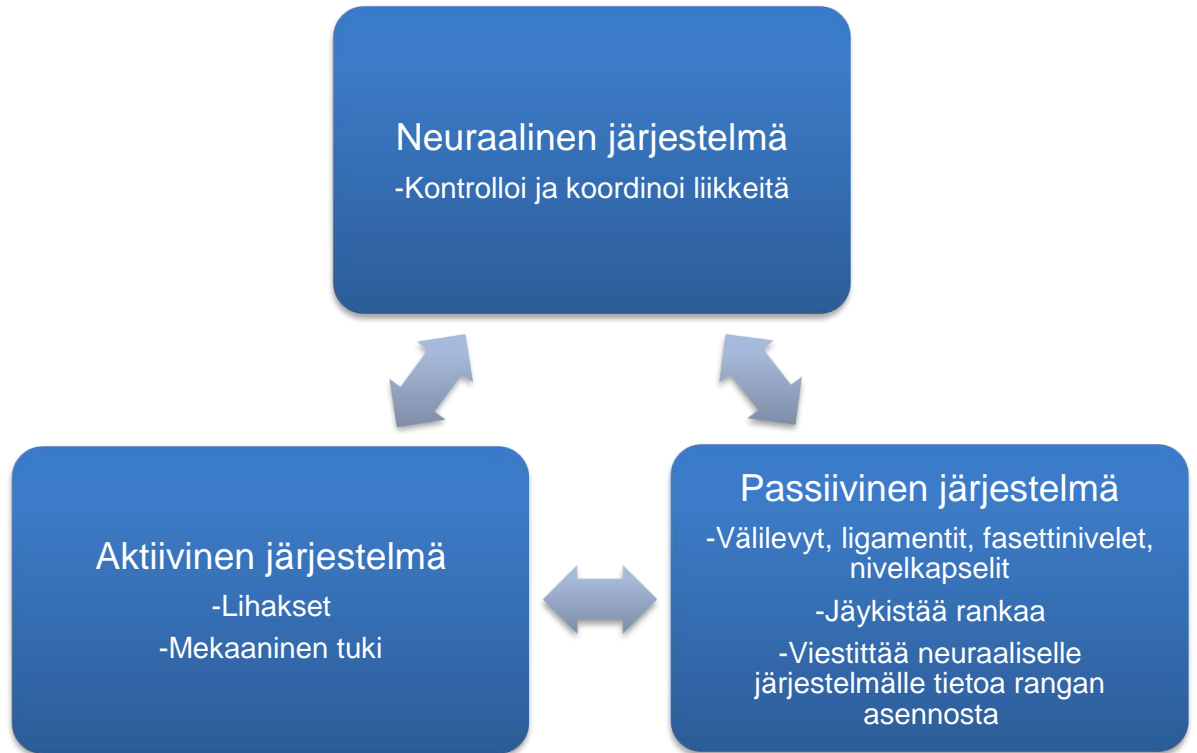 Neuraalinen järjestelmä
-Kontrolloi ja koordinoi liikkeitä
Aktiivinen järjestelmä
-Lihakset
-Mekaaninen tuki
Passiivinen järjestelmä
-Välilevyt, ligamentit, fasettinivelet,
nivelkapselit
-Jäykistää rankaa
-Viestittää neuraaliselle
järjestelmälle tietoa rangan
asennosta